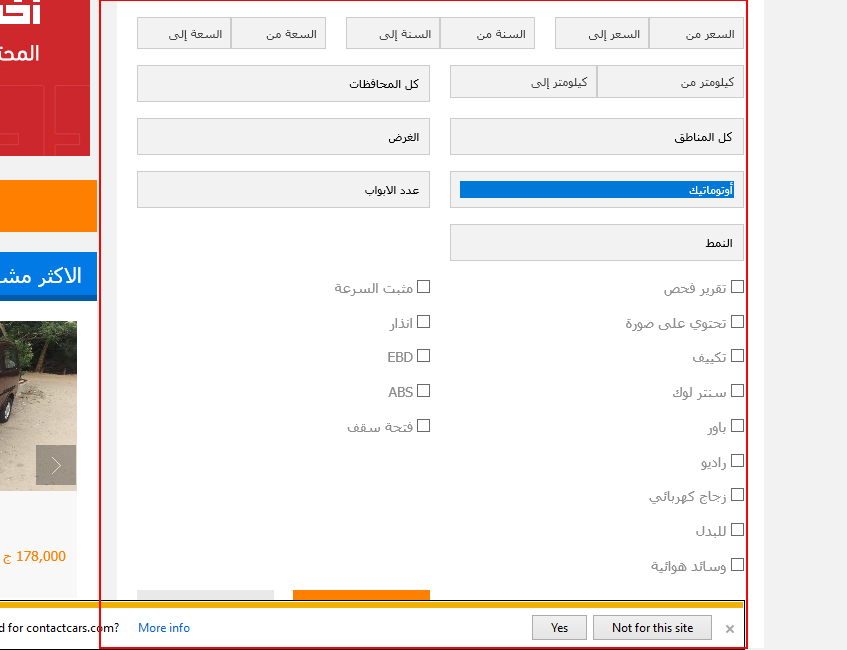 السعر من السعر إلى السنة من السنة إلى السعة من السعة إلى
المحت
كيلومتر من كيلومتر إلى كل المحافظات
كل المناطق الغرض
أوتوماتيك عدد الابواب
النمط
الاكثر مش
تقرير فحص مثبت السرعة
تحتوي على صورة انذار
تكييف EBD
سنتر لوك ABS
باور فتحة سقف
راديو
زجاج كهربائي
للبدل
178,000 ج
وسائد هوائية
d for contactcars.com? More info Yes Not for this site ×